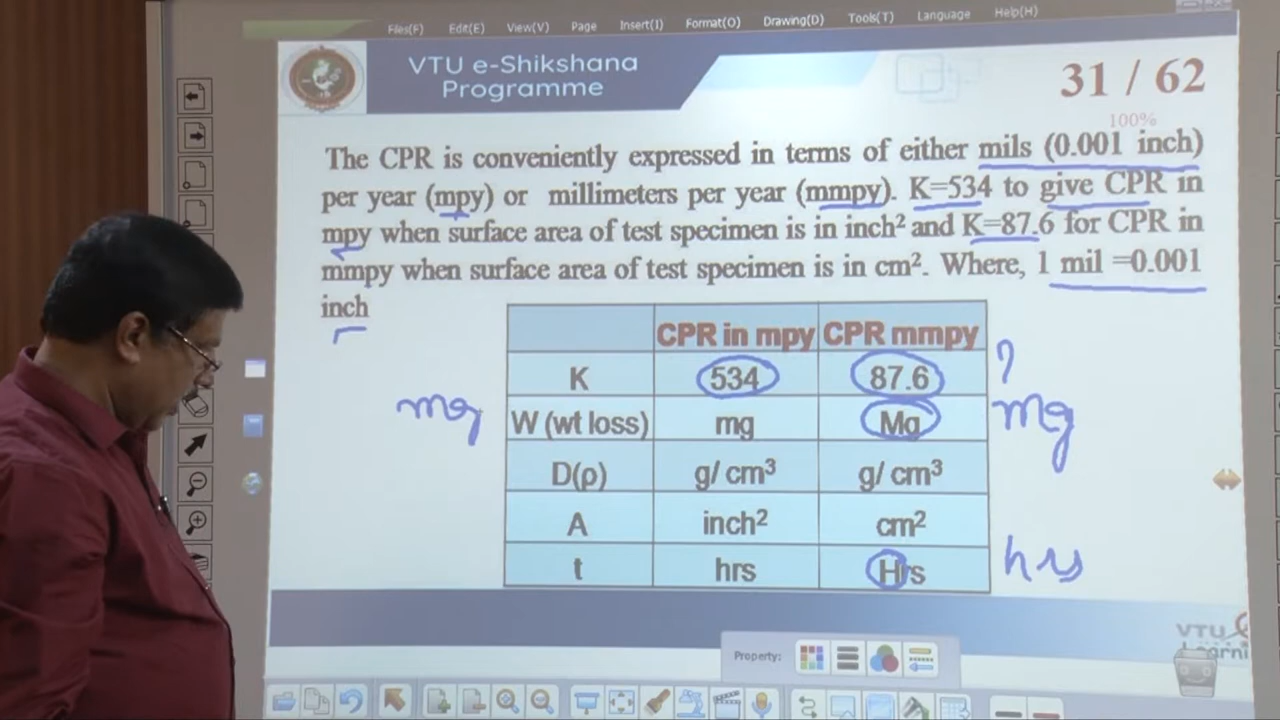 Files(F) Edit(E) View(V) Page Insert(I) Format(O) Drawing(D) Tools(T) Language Help(H)
VTU e-Shikshana
Programme
31 / 62
100%
The CPR is conveniently expressed in terms of either mils (0.001 inch)
per year (mpy) or millimeters per year (mmpy). K=534 to give CPR in
mpy when surface area of test specimen is in inch² and K=87.6 for CPR in
mmpy when surface area of test specimen is in cm². Where, 1 mil =0.001
inch
CPR in mpy CPR mmpy
K 534 87.6 ?
mg W (wt loss) mg Mg mg
D(ρ) g/ cm³ g/ cm³
A inch² cm²
t hrs Hrs hrs
VTU
Learni
Property: